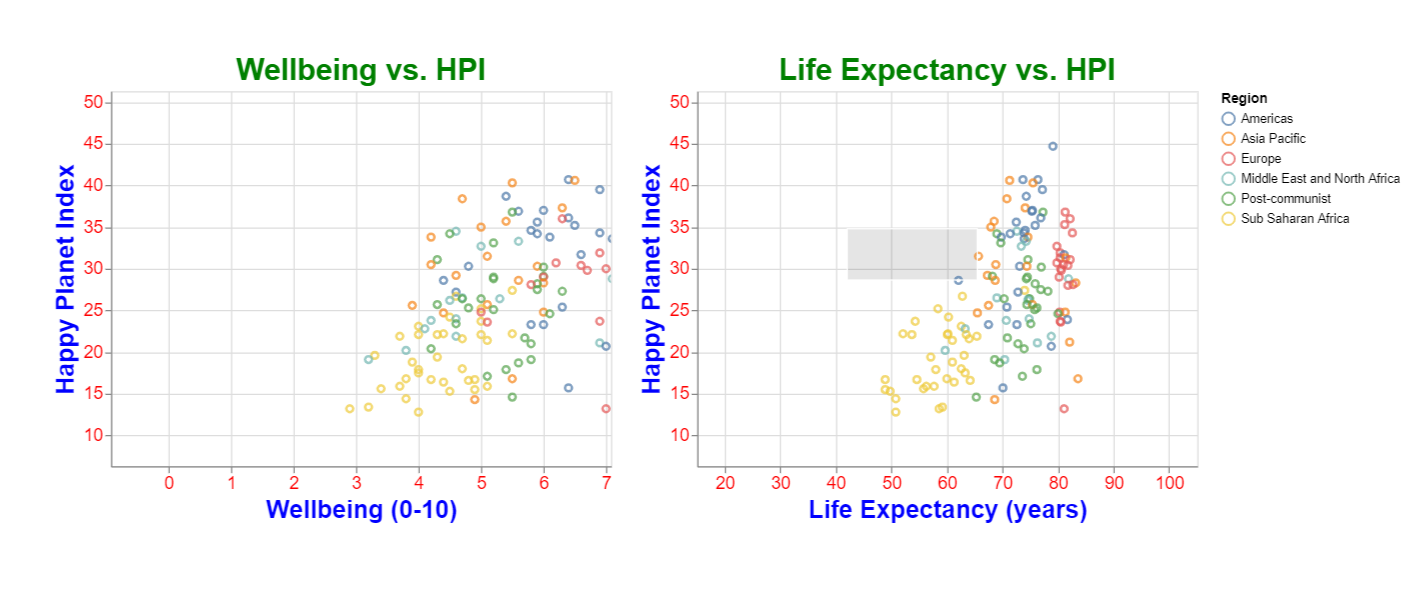 Wellbeing vs. HPI
Happy Planet Index
50
45
40
35
30
25
20
15
10
0 1 2 3 4 5 6 7
Wellbeing (0-10)
Life Expectancy vs. HPI
Happy Planet Index
50
45
40
35
30
25
20
15
10
20 30 40 50 60 70 80 90 100
Life Expectancy (years)
Region
Americas
Asia Pacific
Europe
Middle East and North Africa
Post-communist
Sub Saharan Africa